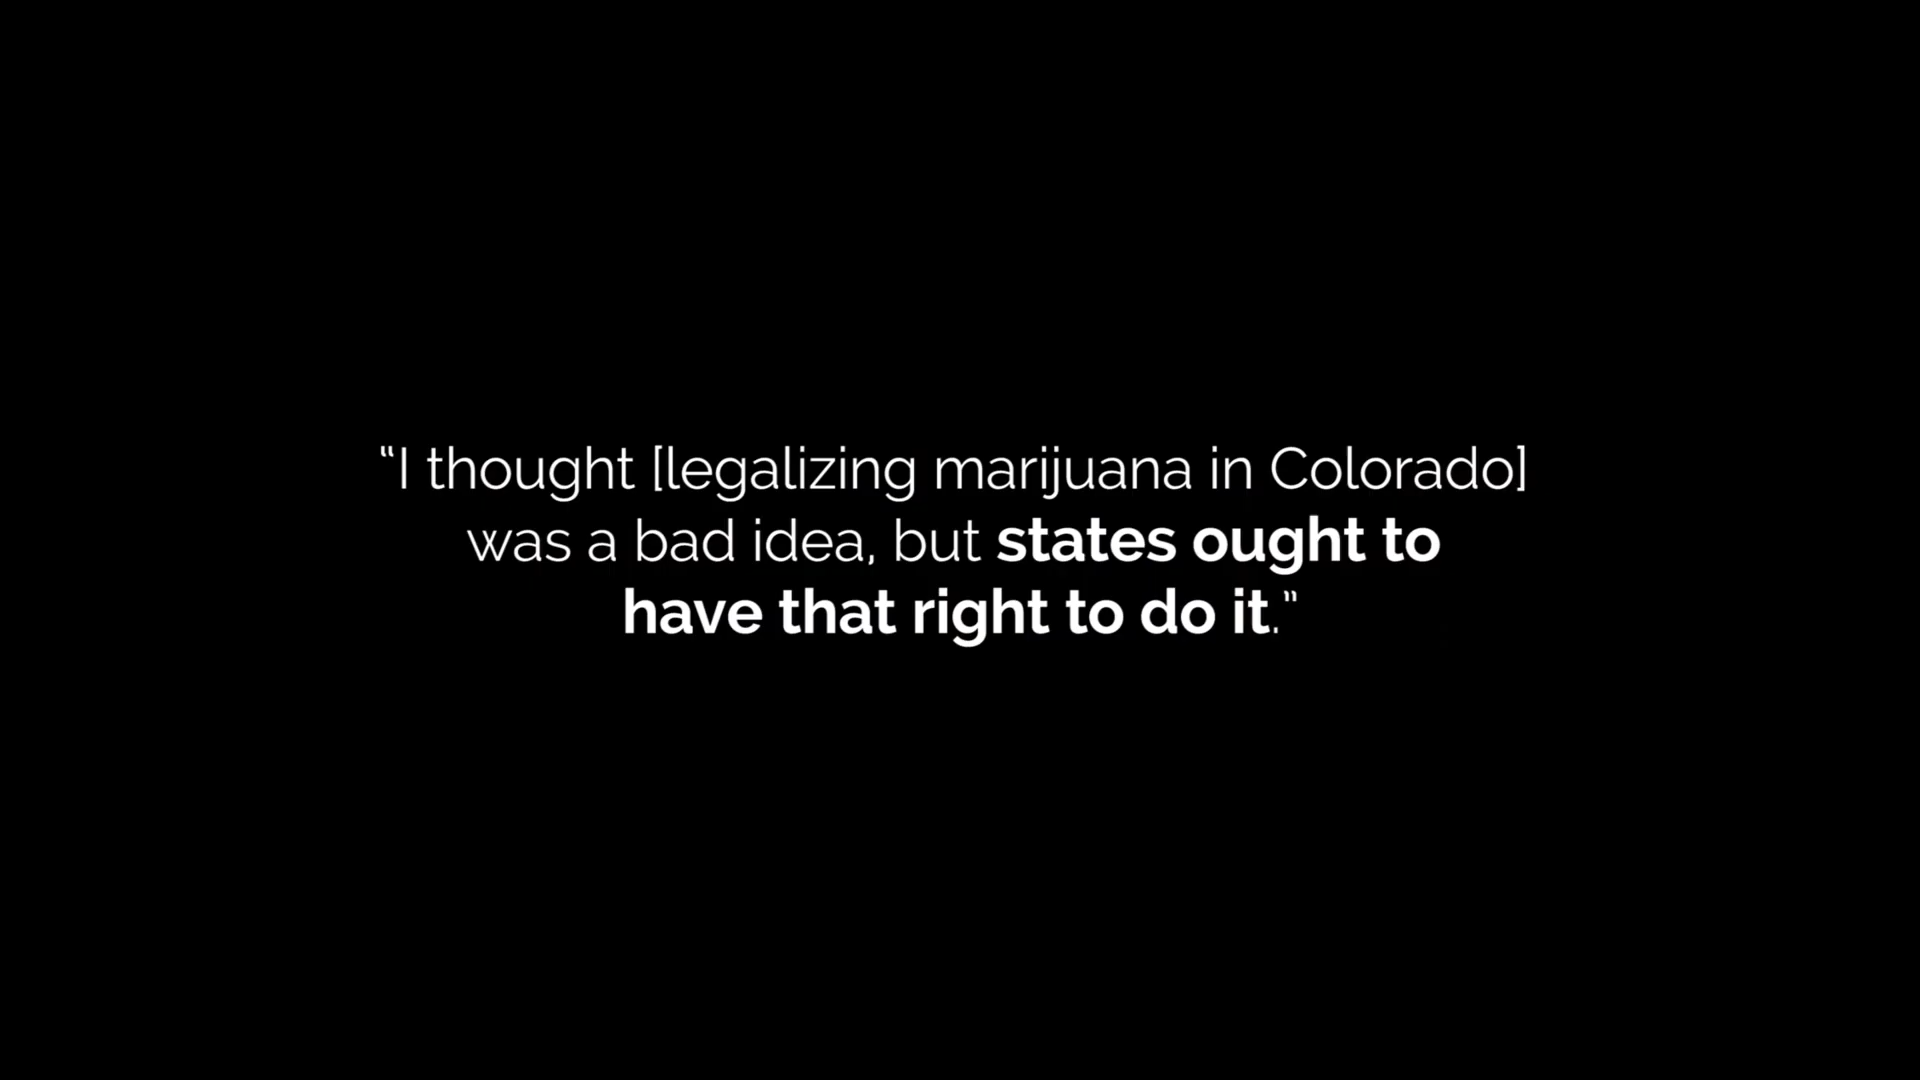 “I thought [legalizing marijuana in Colorado]
was a bad idea, but states ought to
have that right to do it.”